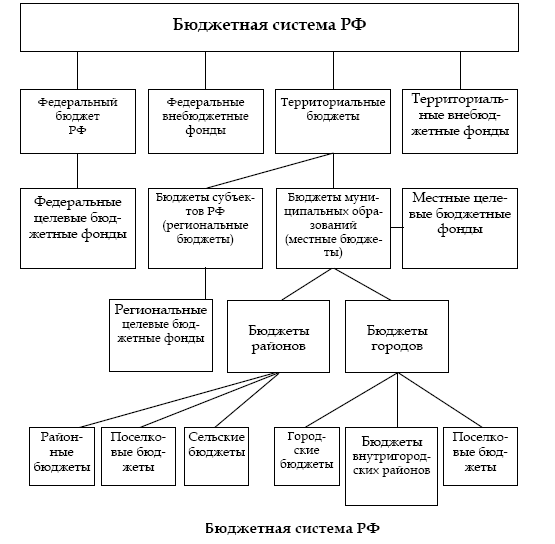 Бюджетная система РФ
Федеральный
бюджет
РФ
Федеральные
внебюджетные
фонды
Территориальные
бюджеты
Территориаль-
ные внебюд-
жетные фонды
Федеральные
целевые бюд-
жетные фонды
Бюджеты субъек-
тов РФ
(региональные
бюджеты)
Бюджеты муни-
ципальных обра-
зований
(местные бюдже-
ты)
Местные целе-
вые бюджетные
фонды
Региональные
целевые бюд-
жетные фонды
Бюджеты
районов
Бюджеты
городов
Район-
ные
бюджеты
Поселко-
вые бюд-
жеты
Сельские
бюджеты
Город-
ские
бюджеты
Бюджеты
внутригород-
ских районов
Поселко-
вые бюд-
жеты
Бюджетная система РФ